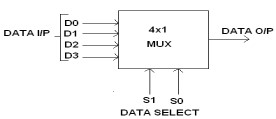 DATA I/P
D0
D1
D2
D3
4x1
MUX
DATA O/P
S1 S0
DATA SELECT